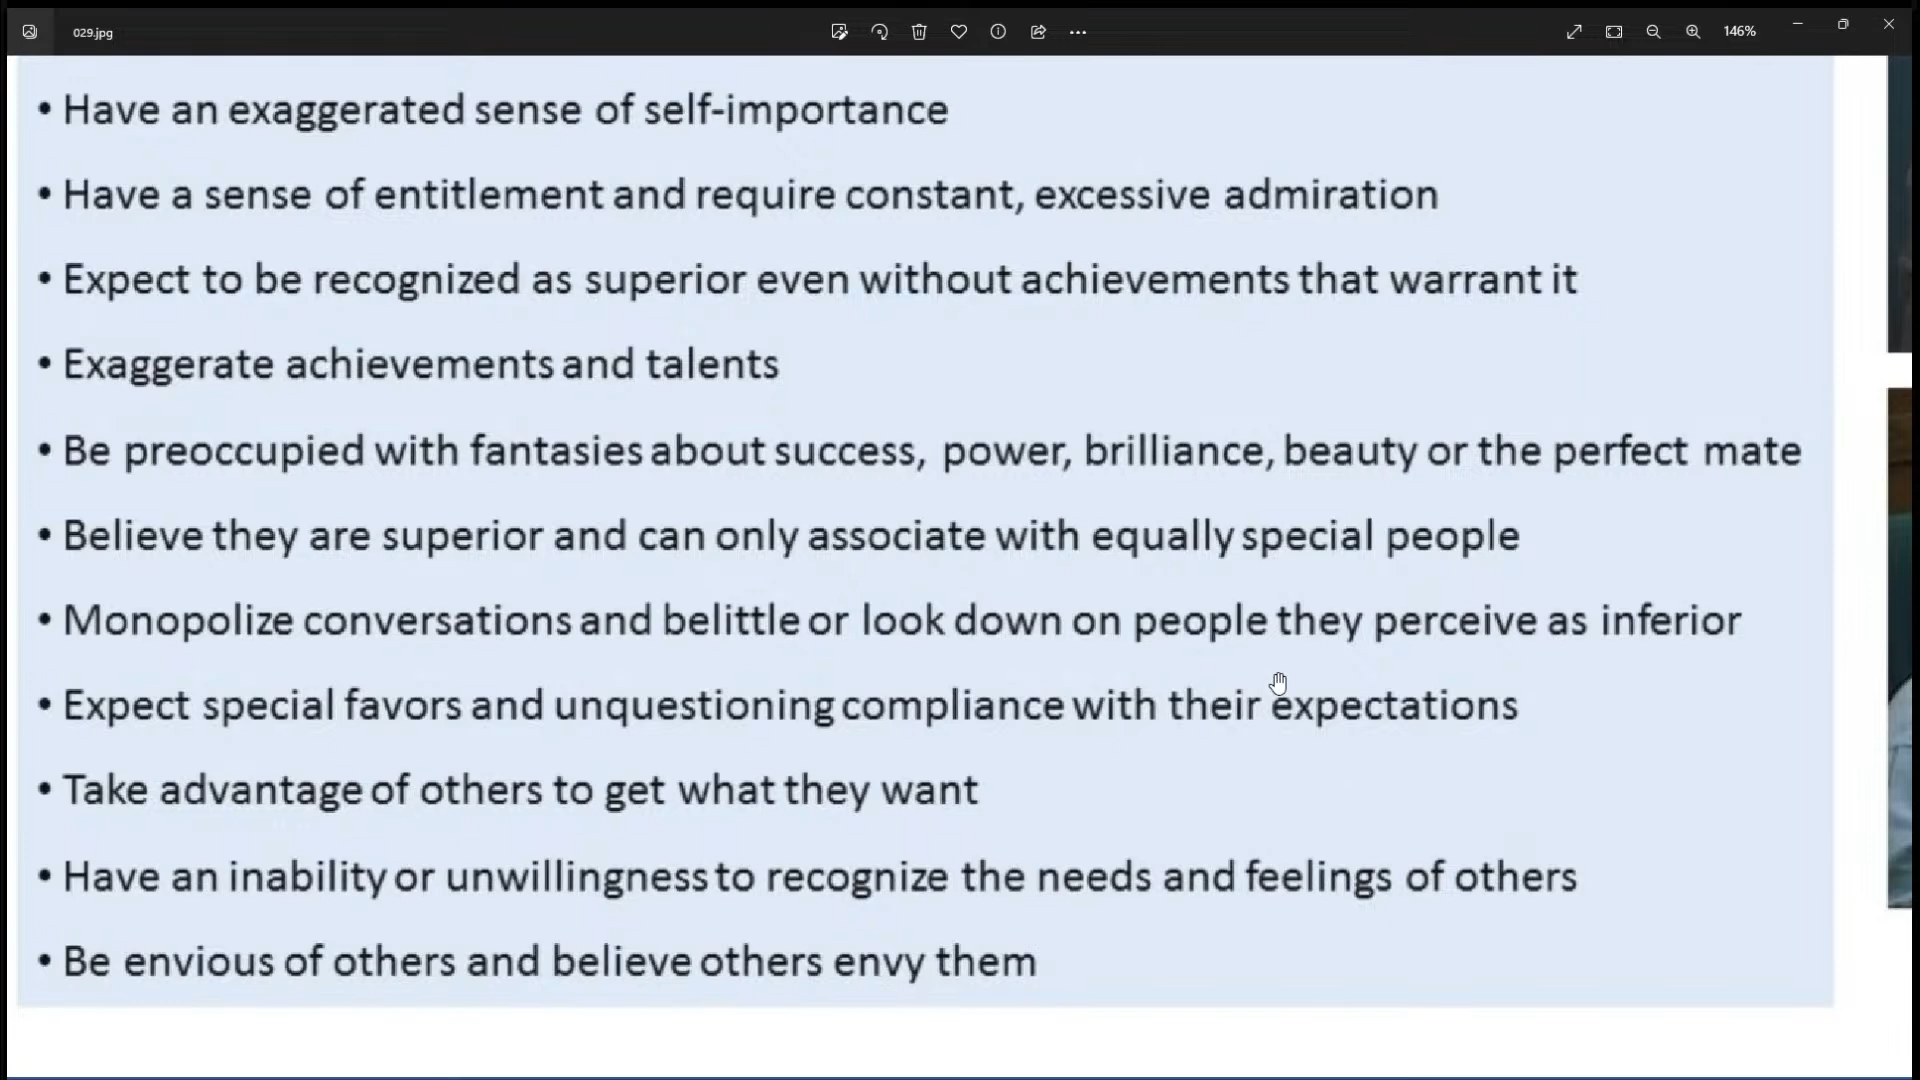 029.jpg
146%
• Have an exaggerated sense of self-importance
• Have a sense of entitlement and require constant, excessive admiration
• Expect to be recognized as superior even without achievements that warrant it
• Exaggerate achievements and talents
• Be preoccupied with fantasies about success, power, brilliance, beauty or the perfect mate
• Believe they are superior and can only associate with equally special people
• Monopolize conversations and belittle or look down on people they perceive as inferior
• Expect special favors and unquestioning compliance with their expectations
• Take advantage of others to get what they want
• Have an inability or unwillingness to recognize the needs and feelings of others
• Be envious of others and believe others envy them